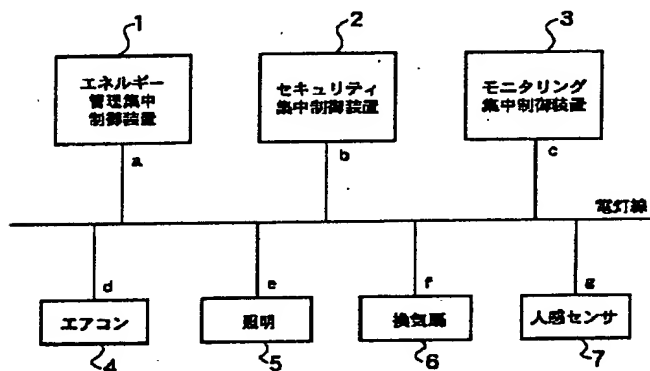 1
2
3
エネルギー
管理集中
制御装置
セキュリティ
集中制御装置
モニタリング
集中制御装置
a
b
c
電灯線
d
e
f
g
エアコン
照明
換気扇
人感センサ
4
5
6
7